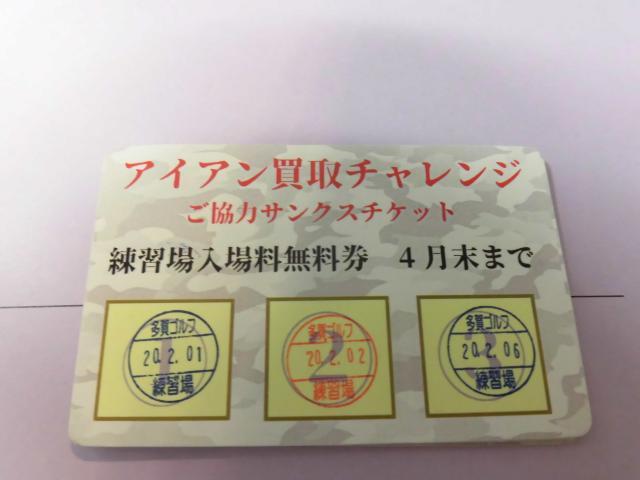 アイアン買取チャレンジ
ご協力サンクスチケット
練習場入場料無料券 4月末まで
1
多賀ゴルフ
20.2.01
練習場
2
多賀ゴルフ
20.2.02
練習場
3
多賀ゴルフ
20.2.06
練習場